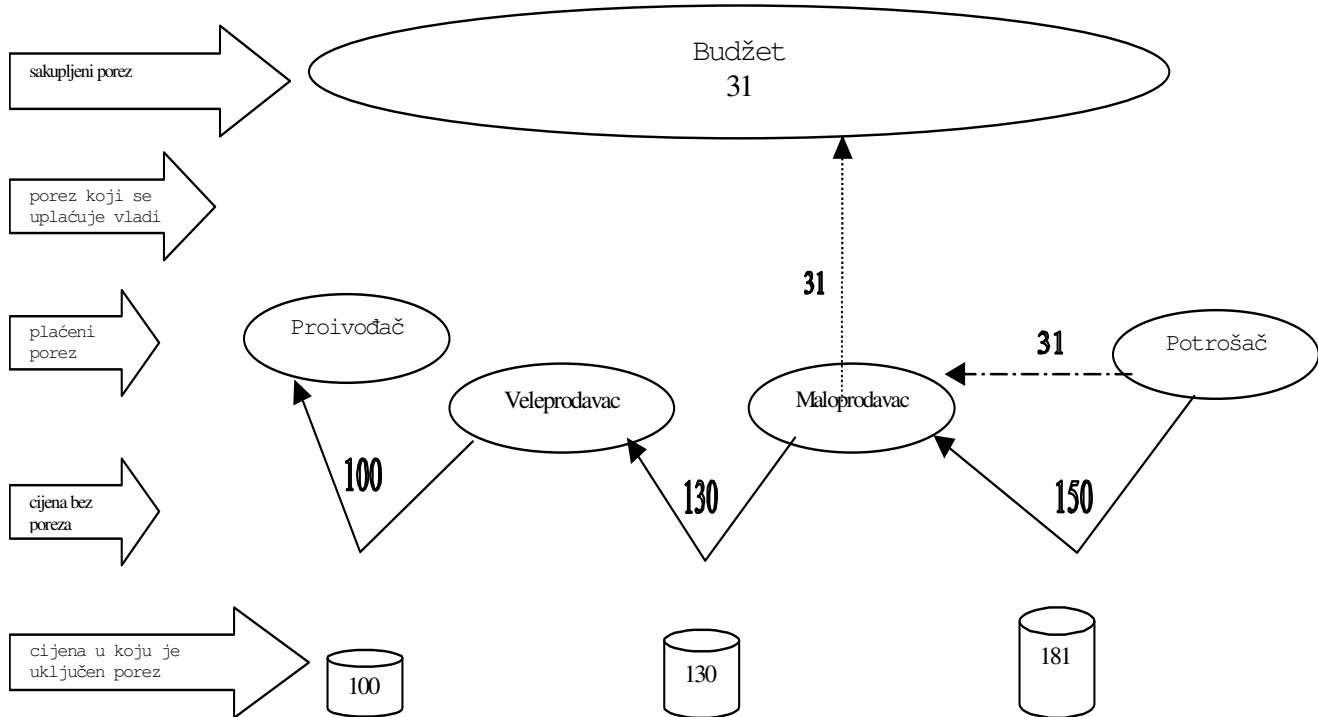 Budžet
31
sakupljeni porez
porez koji se
uplaćuje vladi
31
plaćeni
porez
Proivođač
31
Potrošač
Veleprodavac
Maloprodavac
cijena bez
poreza
100
130
150
cijena u koju je
uključen porez
100
130
181